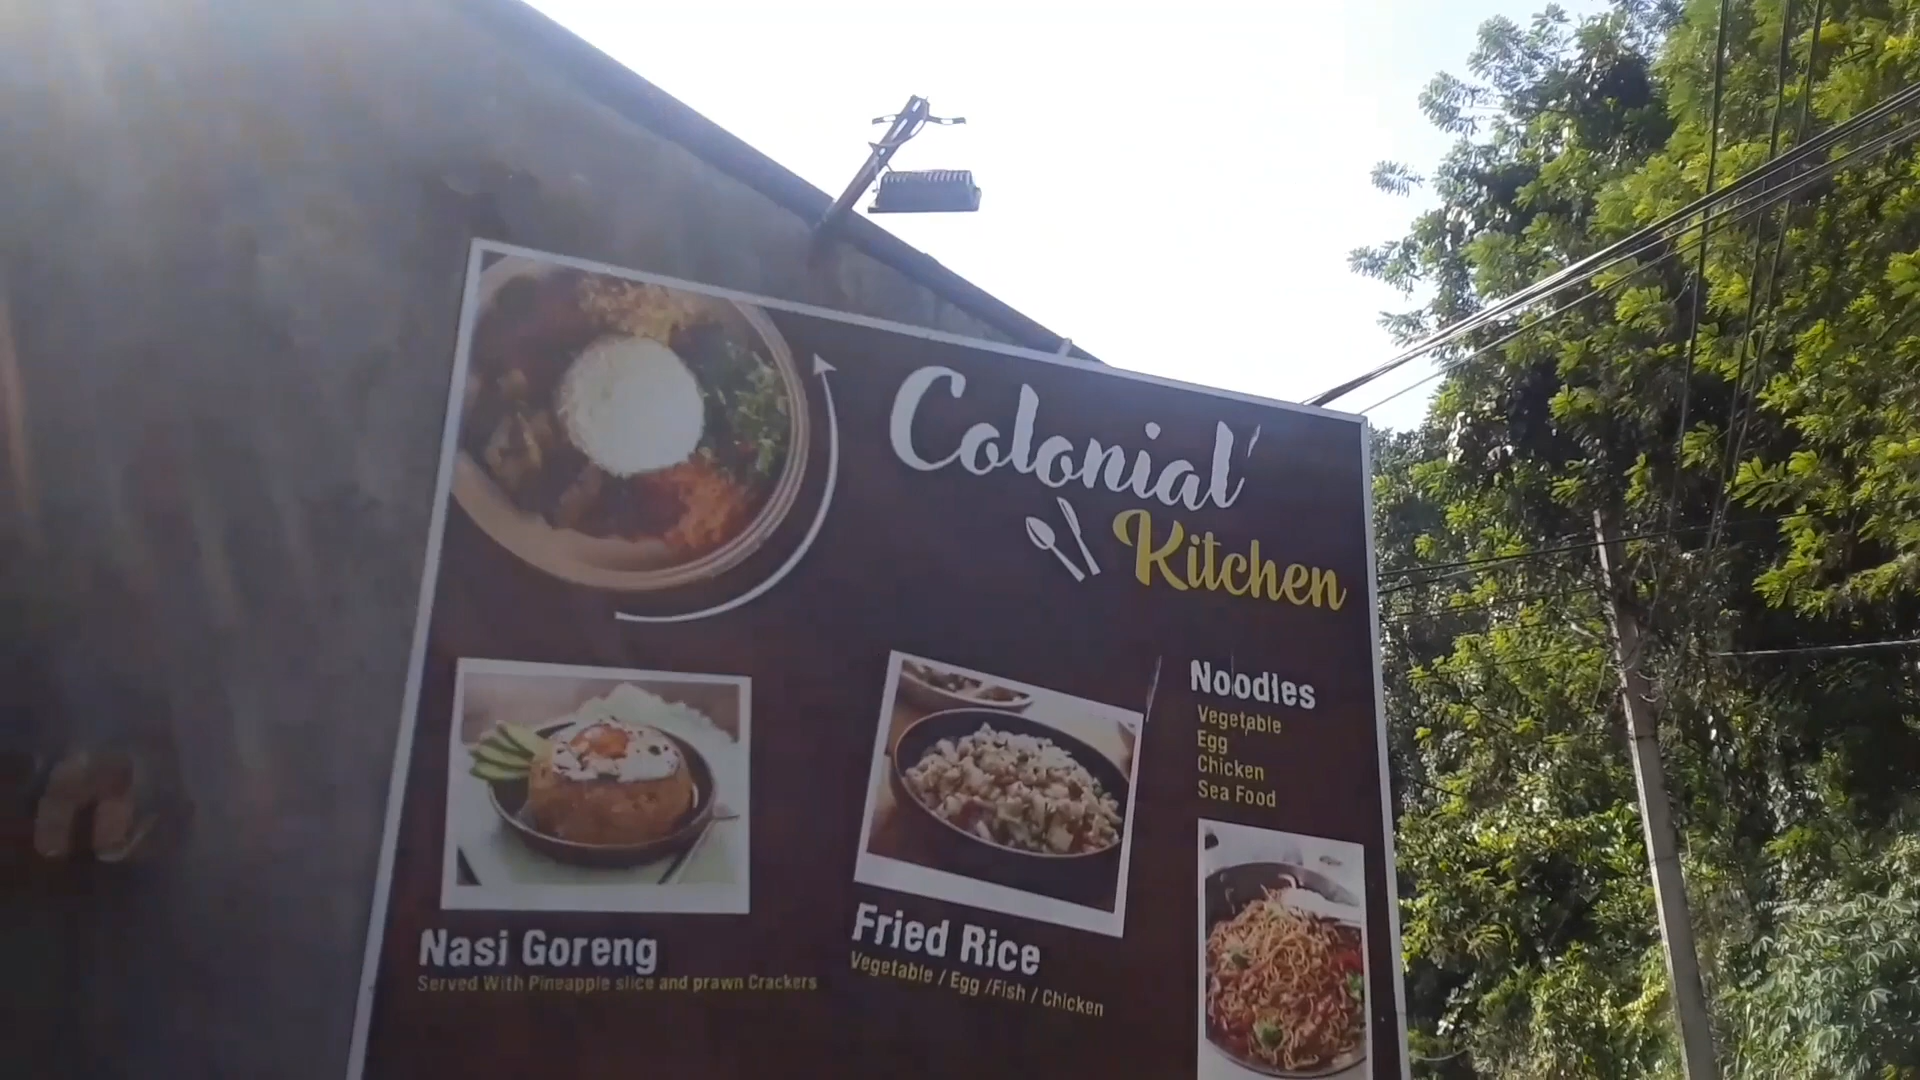 Colonial
Kitchen
Noodles
Vegetable
Egg
Chicken
Sea Food
Nasi Goreng
Served With Pineapple slice and prawn Crackers
Fried Rice
Vegetable / Egg /Fish / Chicken